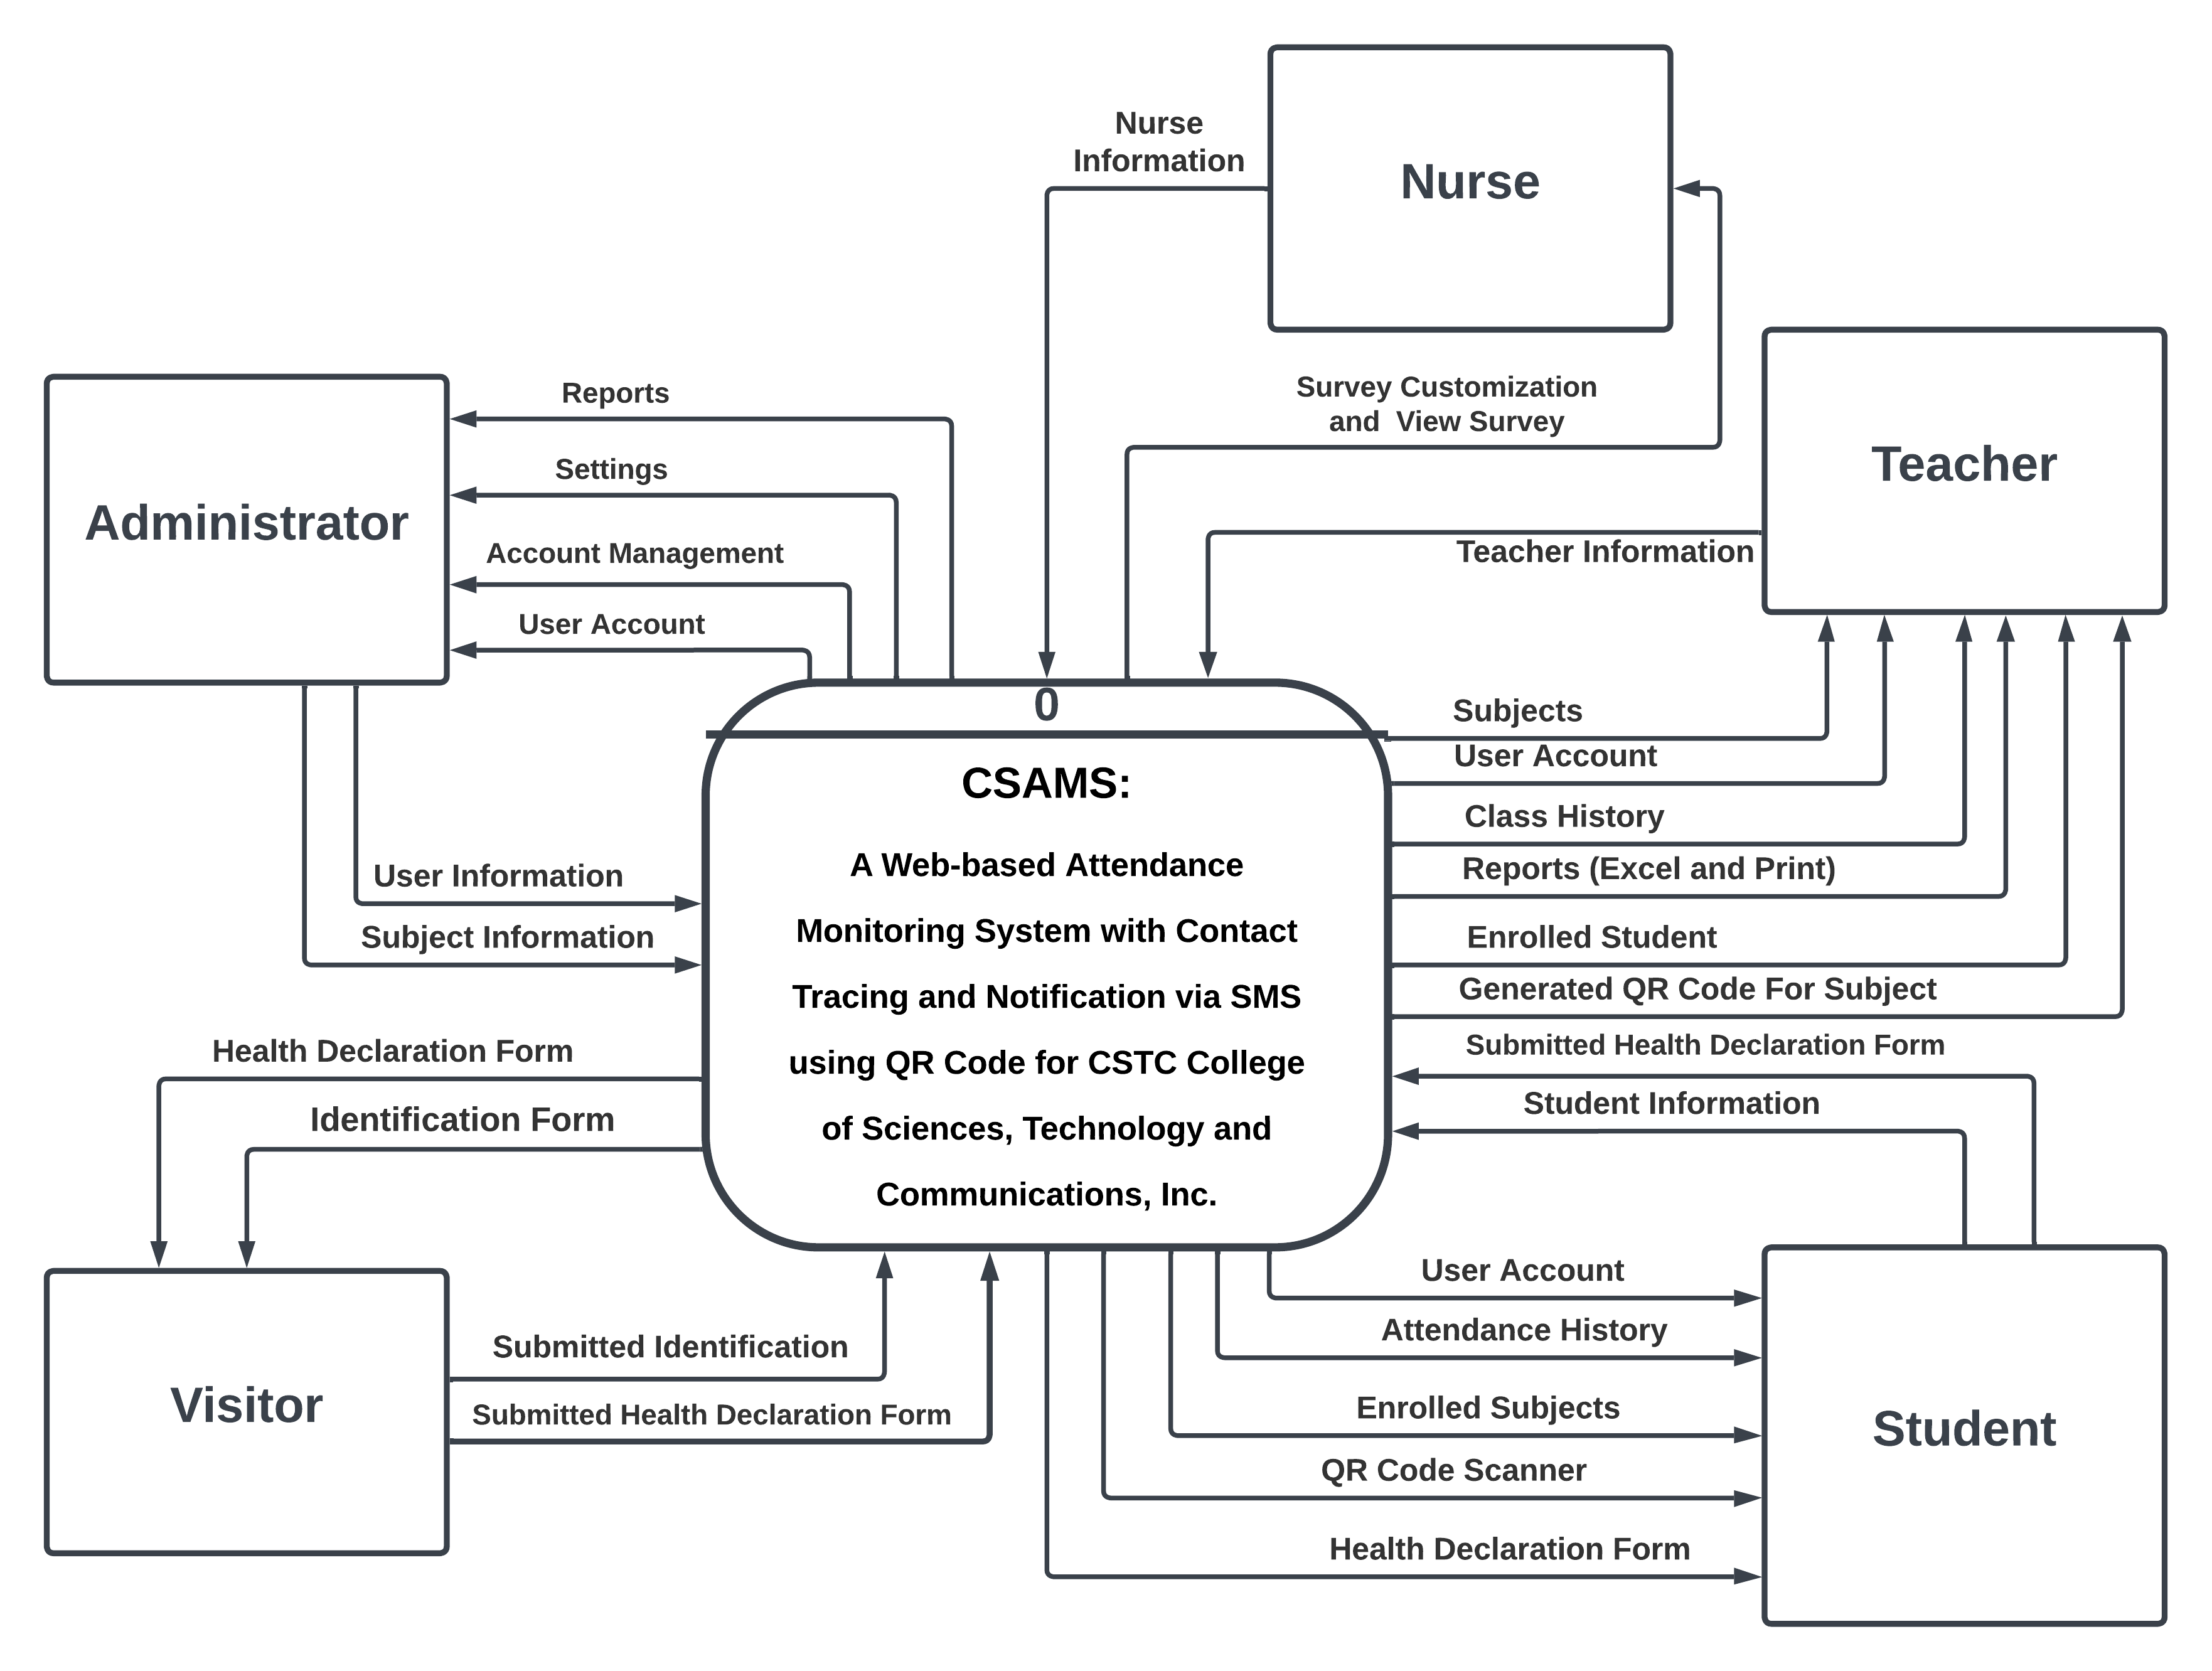 Nurse
Information
Nurse
Survey Customization
and  View Survey
Teacher
Teacher Information
Administrator
Reports
Settings
Account Management
User Account
User Information
Subject Information
0
CSAMS:
A Web-based Attendance
Monitoring System with Contact
Tracing and Notification via SMS
using QR Code for CSTC College
of Sciences, Technology and
Communications, Inc.
Subjects
User Account
Class History
Reports (Excel and Print)
Enrolled Student
Generated QR Code For Subject
Submitted Health Declaration Form
Student Information
Health Declaration Form
Identification Form
Visitor
Submitted Identification
Submitted Health Declaration Form
User Account
Attendance History
Enrolled Subjects
QR Code Scanner
Health Declaration Form
Student